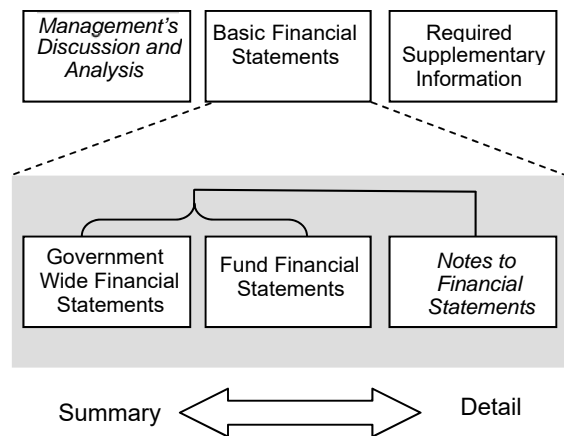 Management's
Discussion and
Analysis
Basic Financial
Statements
Required
Supplementary
Information
Government
Wide Financial
Statements
Fund Financial
Statements
Notes to
Financial
Statements
Summary
Detail